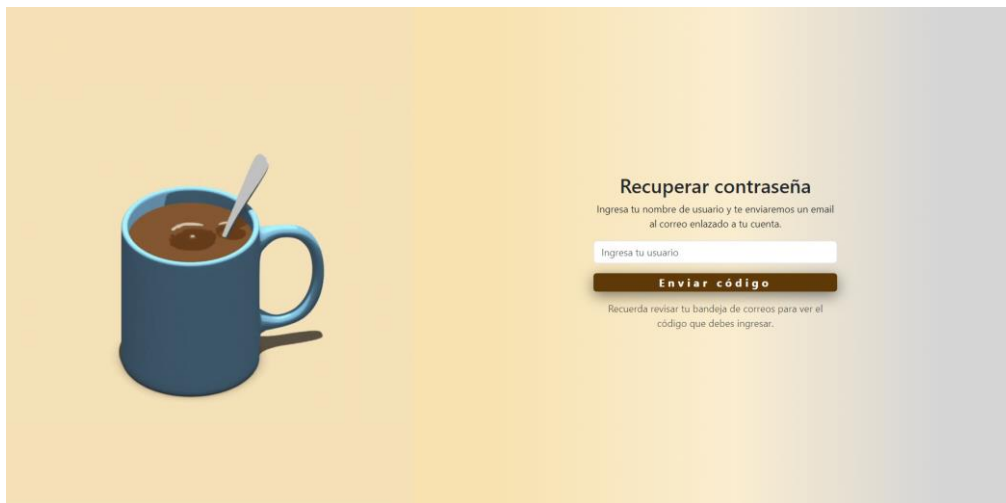 Recuperar contraseña
Ingresa tu nombre de usuario y te enviaremos un email
al correo enlazado a tu cuenta.
Ingresa tu usuario
Enviar código
Recuerda revisar tu bandeja de correos para ver el
código que debes ingresar.